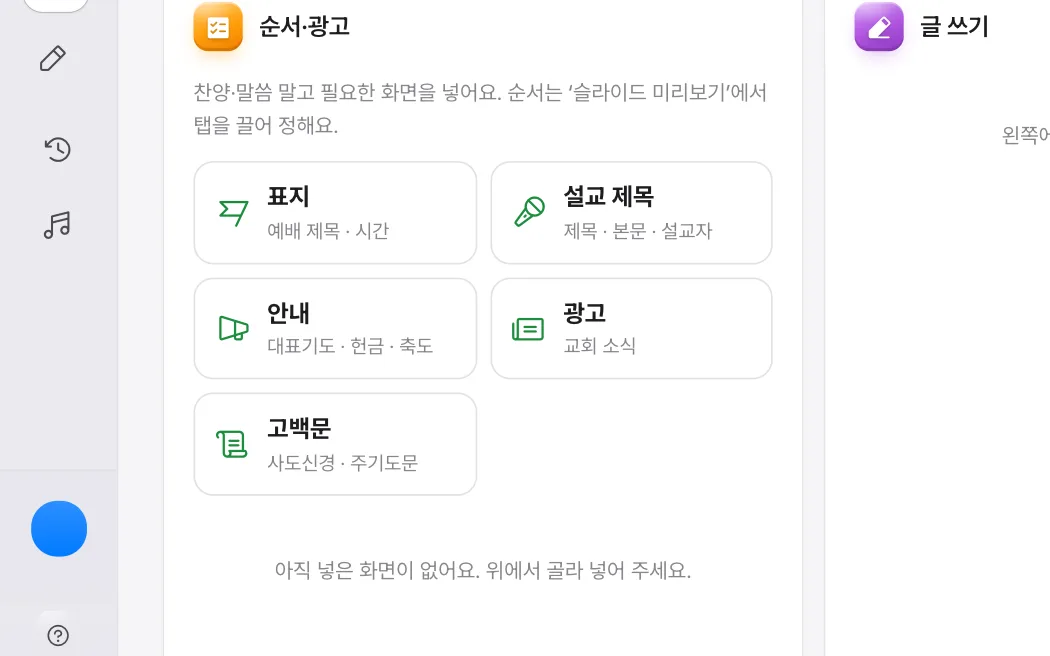 순서·광고
찬양·말씀 말고 필요한 화면을 넣어요. 순서는 ‘슬라이드 미리보기’에서
탭을 끌어 정해요.
표지
예배 제목 · 시간
설교 제목
제목 · 본문 · 설교자
안내
대표기도 · 헌금 · 축도
광고
교회 소식
고백문
사도신경 · 주기도문
아직 넣은 화면이 없어요. 위에서 골라 넣어 주세요.
글 쓰기